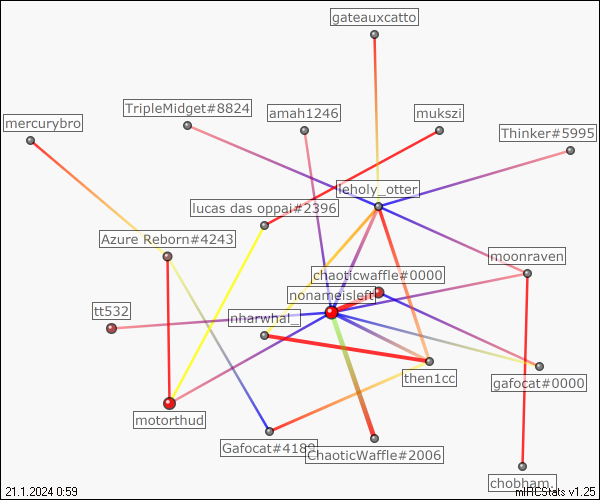 gateauxcatto
TripleMidget#8824
amah1246
mukszi
mercurybro
Thinker#5995
leholy_otter
lucas das oppai#2396
Azure Reborn#4243
moonraven
chaoticwaffle#0000
nonameisleft
tt532
nharwhal_
then1cc
gafocat#0000
motorthud
Gafocat#4180
ChaoticWaffle#2006
chobham.
21.1.2024 0:59
mIRCStats v1.25